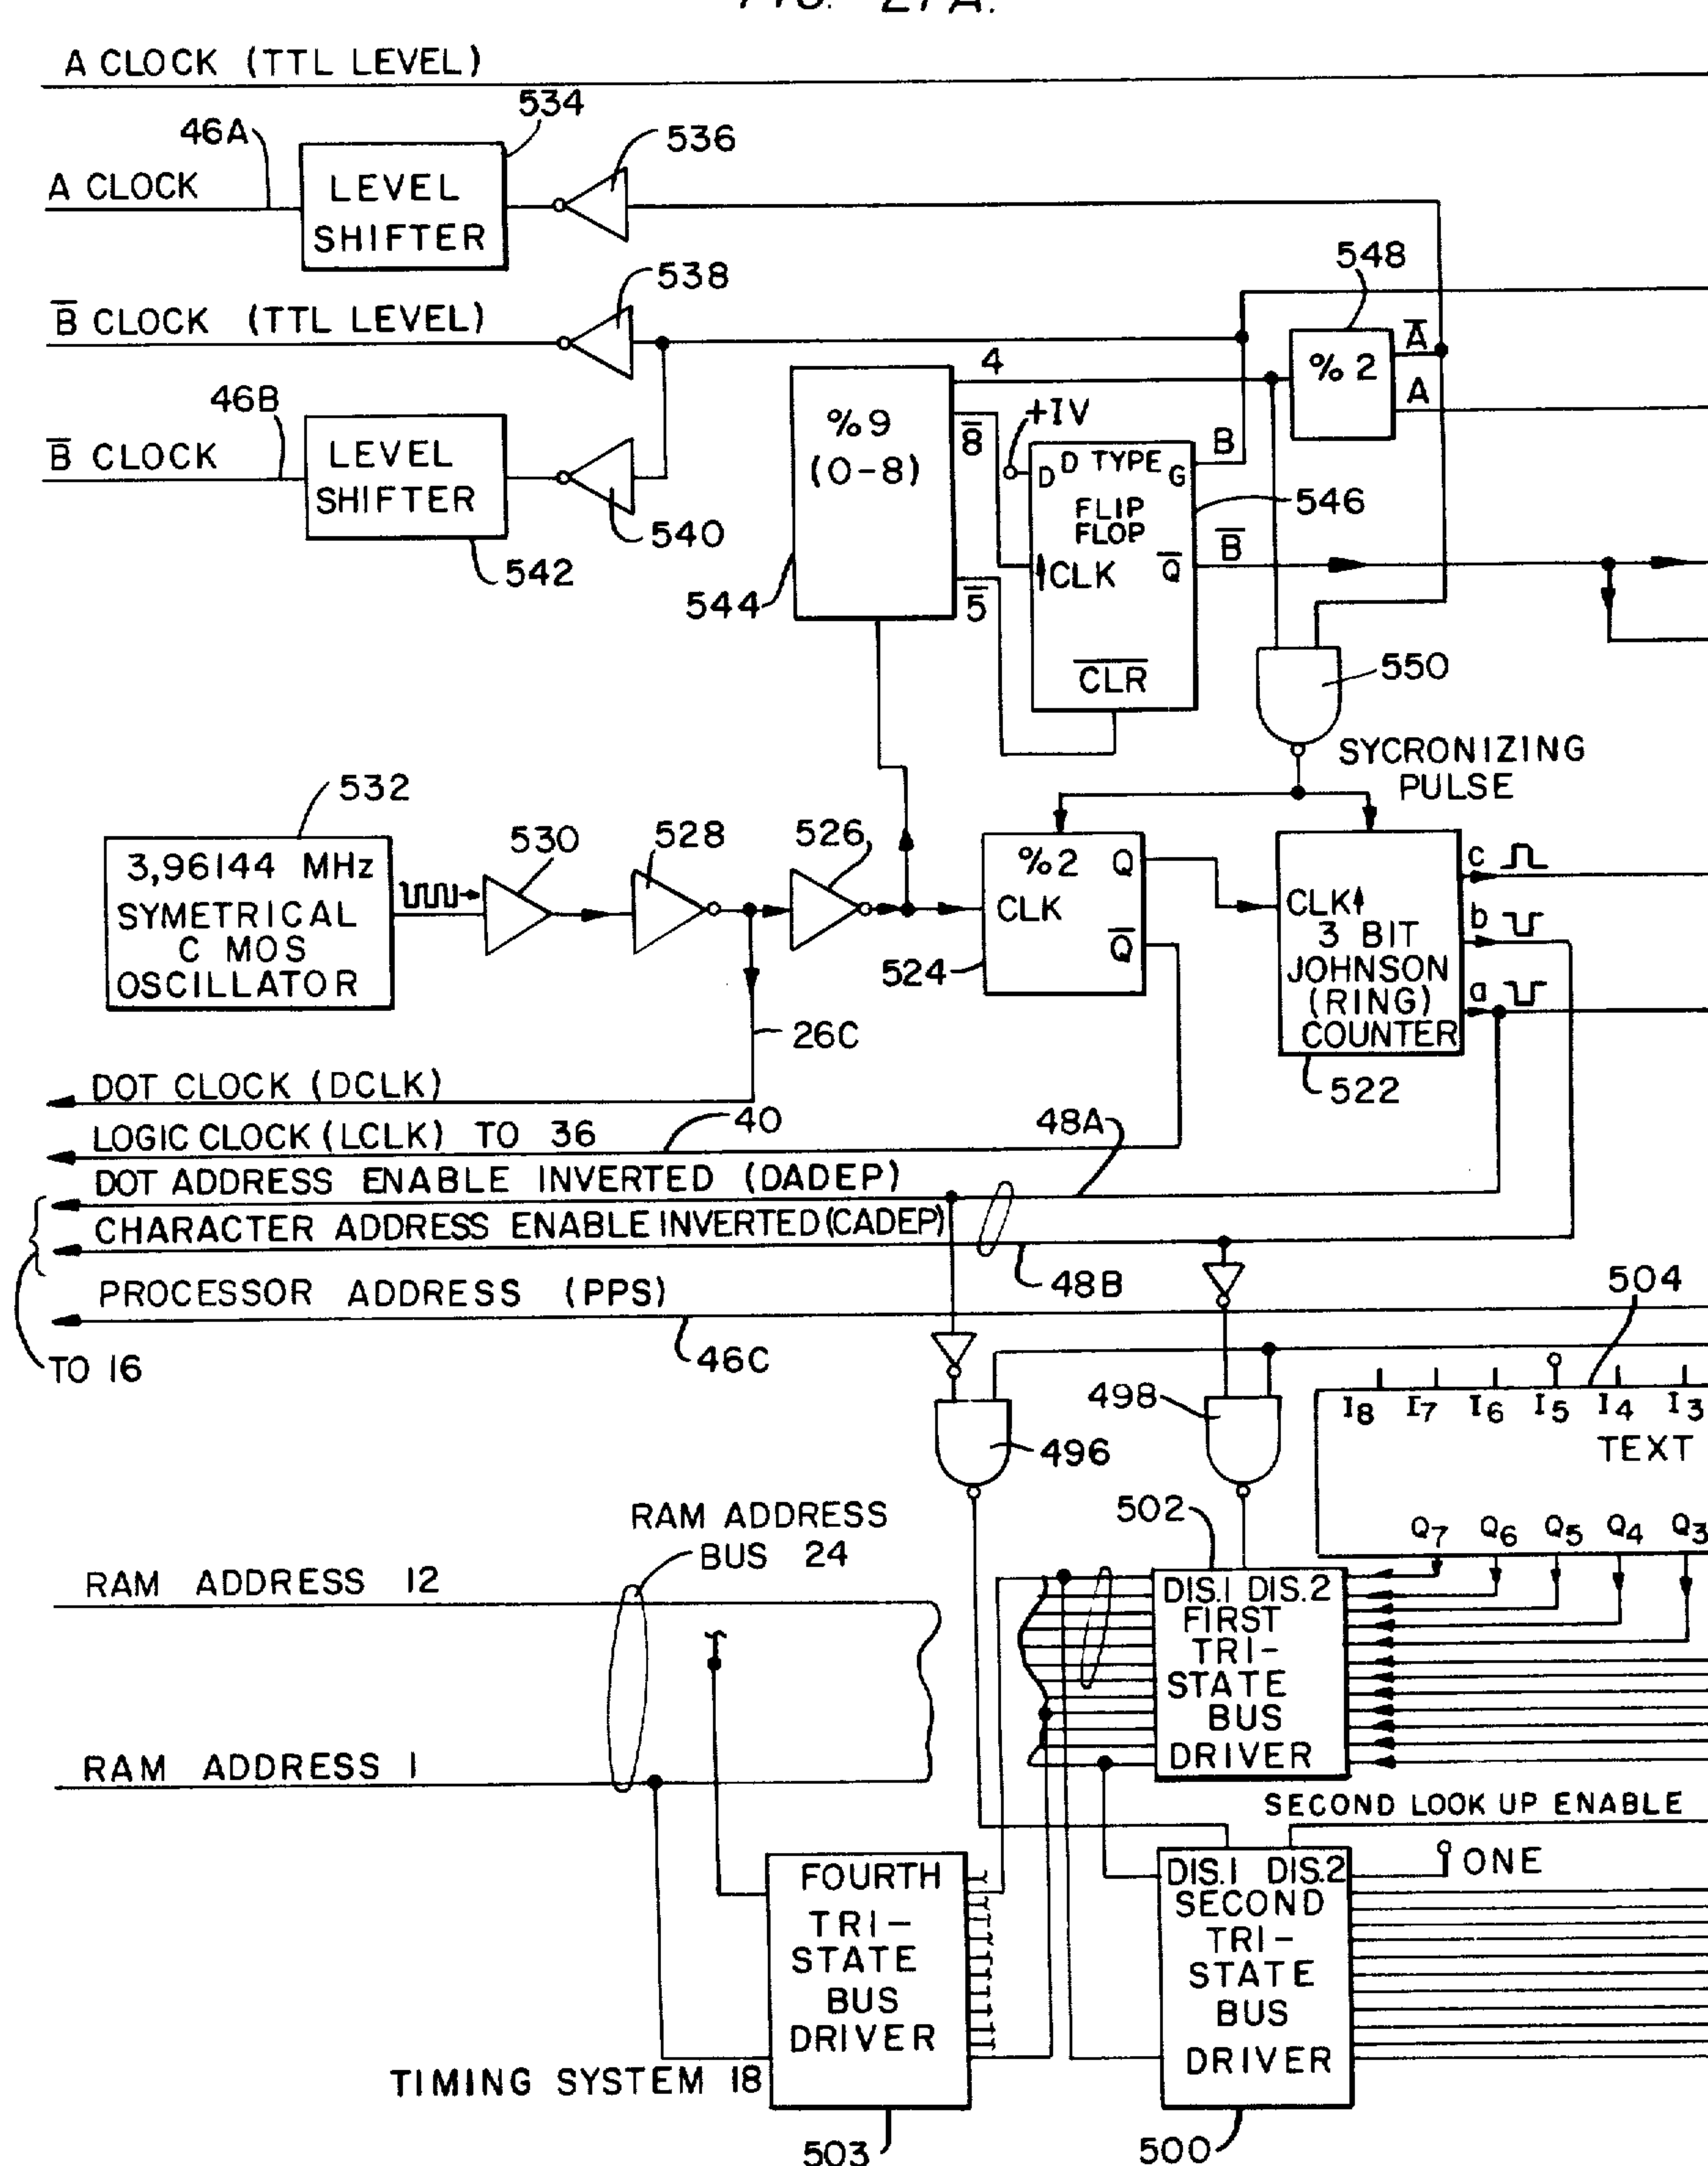 FIG. 27A.
A CLOCK (TTL LEVEL)
46A
534
536
A CLOCK
LEVEL
SHIFTER
538
548
B̅ CLOCK (TTL LEVEL)
46B
B̅ CLOCK
LEVEL
SHIFTER
540
542
4
%9
(0-8)
8̅
5̅
544
+1V
D
D TYPE
G
FLIP
FLOP
CLK
Q̅
C̅L̅R̅
B
B̅
546
%2
A̅
A
550
SYCRONIZING
PULSE
532
3,96144 MHz
SYMETRICAL
C MOS
OSCILLATOR
530
528
526
%2
Q
CLK
Q̅
524
CLK
3 BIT
JOHNSON
(RING)
COUNTER
c
b
a
522
26C
DOT CLOCK (DCLK)
40
48A
LOGIC CLOCK (LCLK) TO 36
DOT ADDRESS ENABLE INVERTED (DADEP)
CHARACTER ADDRESS ENABLE INVERTED (CADEP)
48B
PROCESSOR ADDRESS (PPS)
504
TO 16
46C
498
496
I8 I7 I6 I5 I4 I3
TEXT
Q7 Q6 Q5 Q4 Q3
RAM ADDRESS
BUS 24
502
RAM ADDRESS 12
DIS.1 DIS.2
FIRST
TRI-
STATE
BUS
DRIVER
RAM ADDRESS 1
SECOND LOOK UP ENABLE
FOURTH
TRI-
STATE
BUS
DRIVER
DIS.1 DIS.2
ONE
SECOND
TRI-
STATE
BUS
DRIVER
TIMING SYSTEM 18
503
500